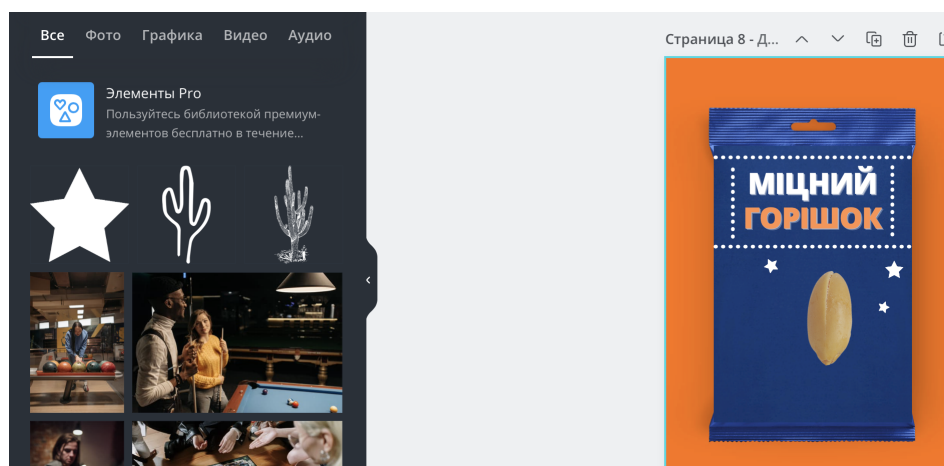 Все Фото Графика Видео Аудио
Элементы Pro
Пользуйтесь библиотекой премиум-
элементов бесплатно в течение...
Страница 8 - Д...
МІЦНИЙ
ГОРІШОК